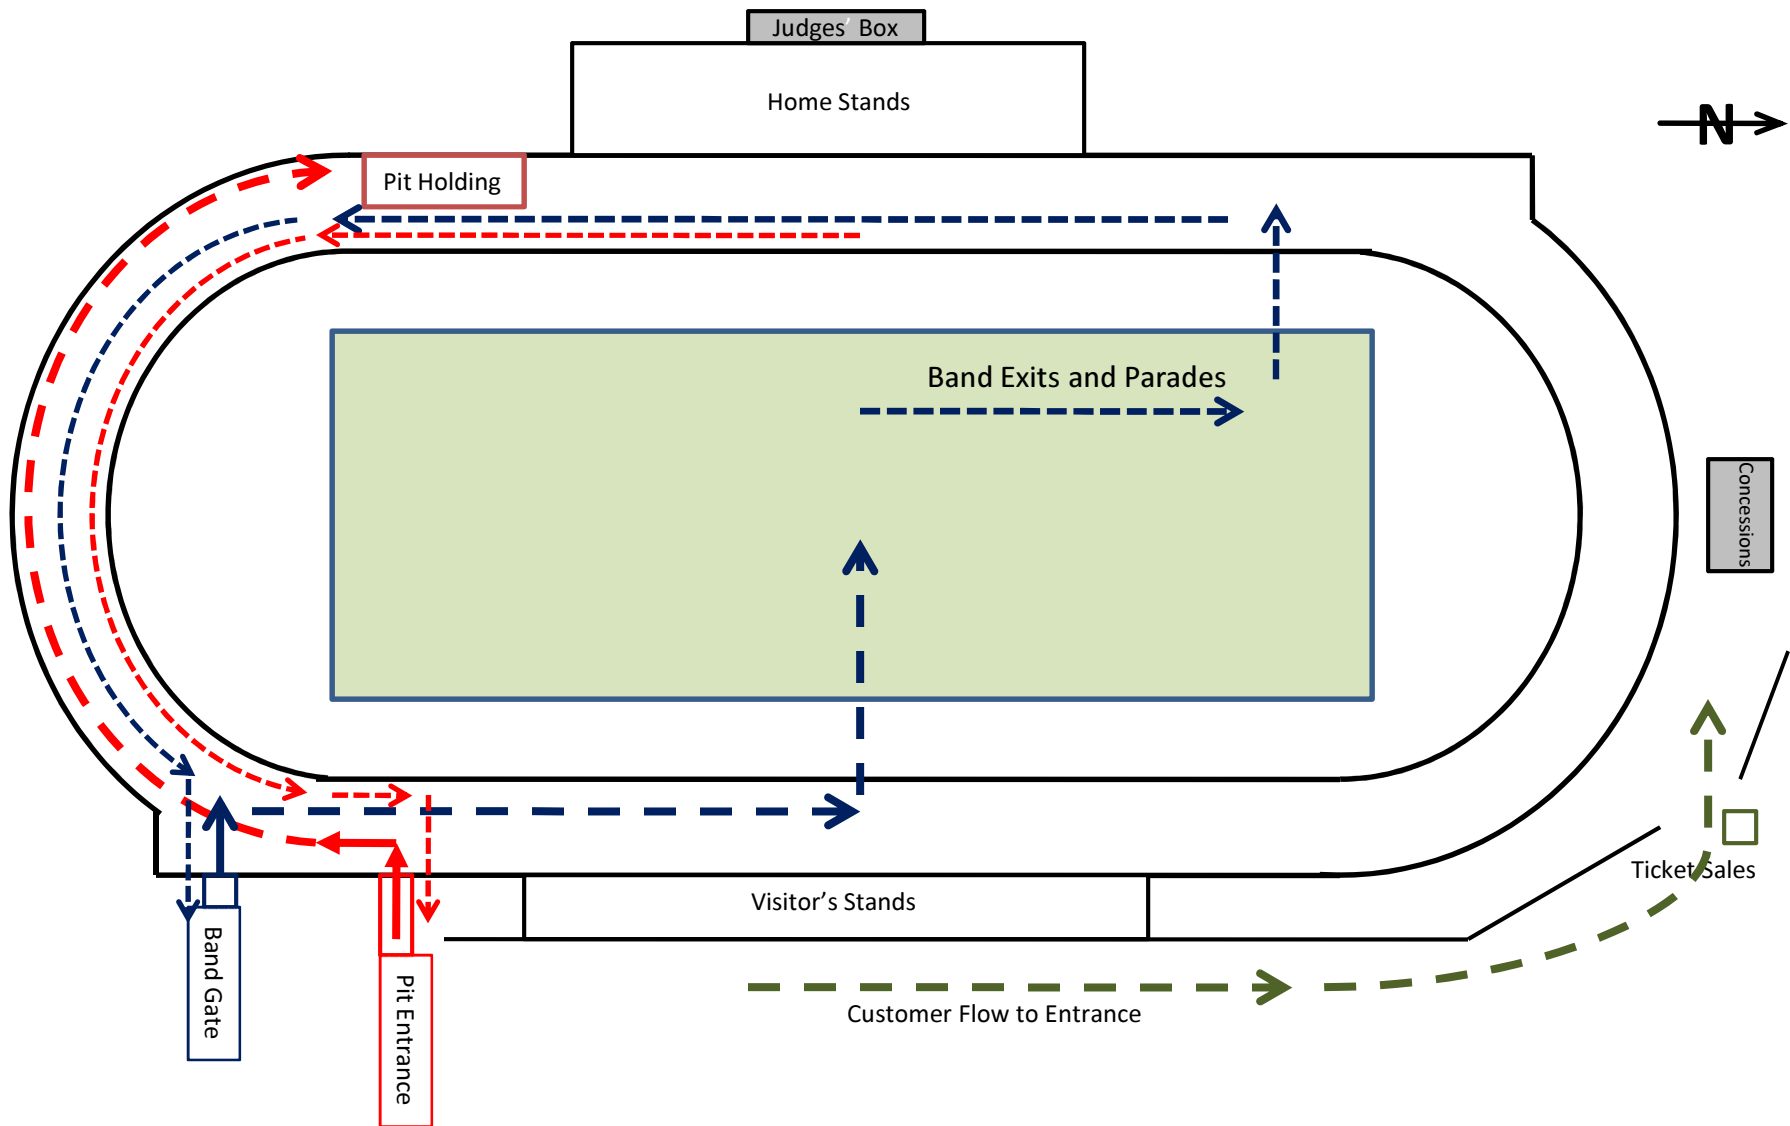 Judges’ Box
Home Stands
N
Pit Holding
Band Exits and Parades
Concessions
Ticket Sales
Visitor’s Stands
Band Gate
Pit Entrance
Customer Flow to Entrance